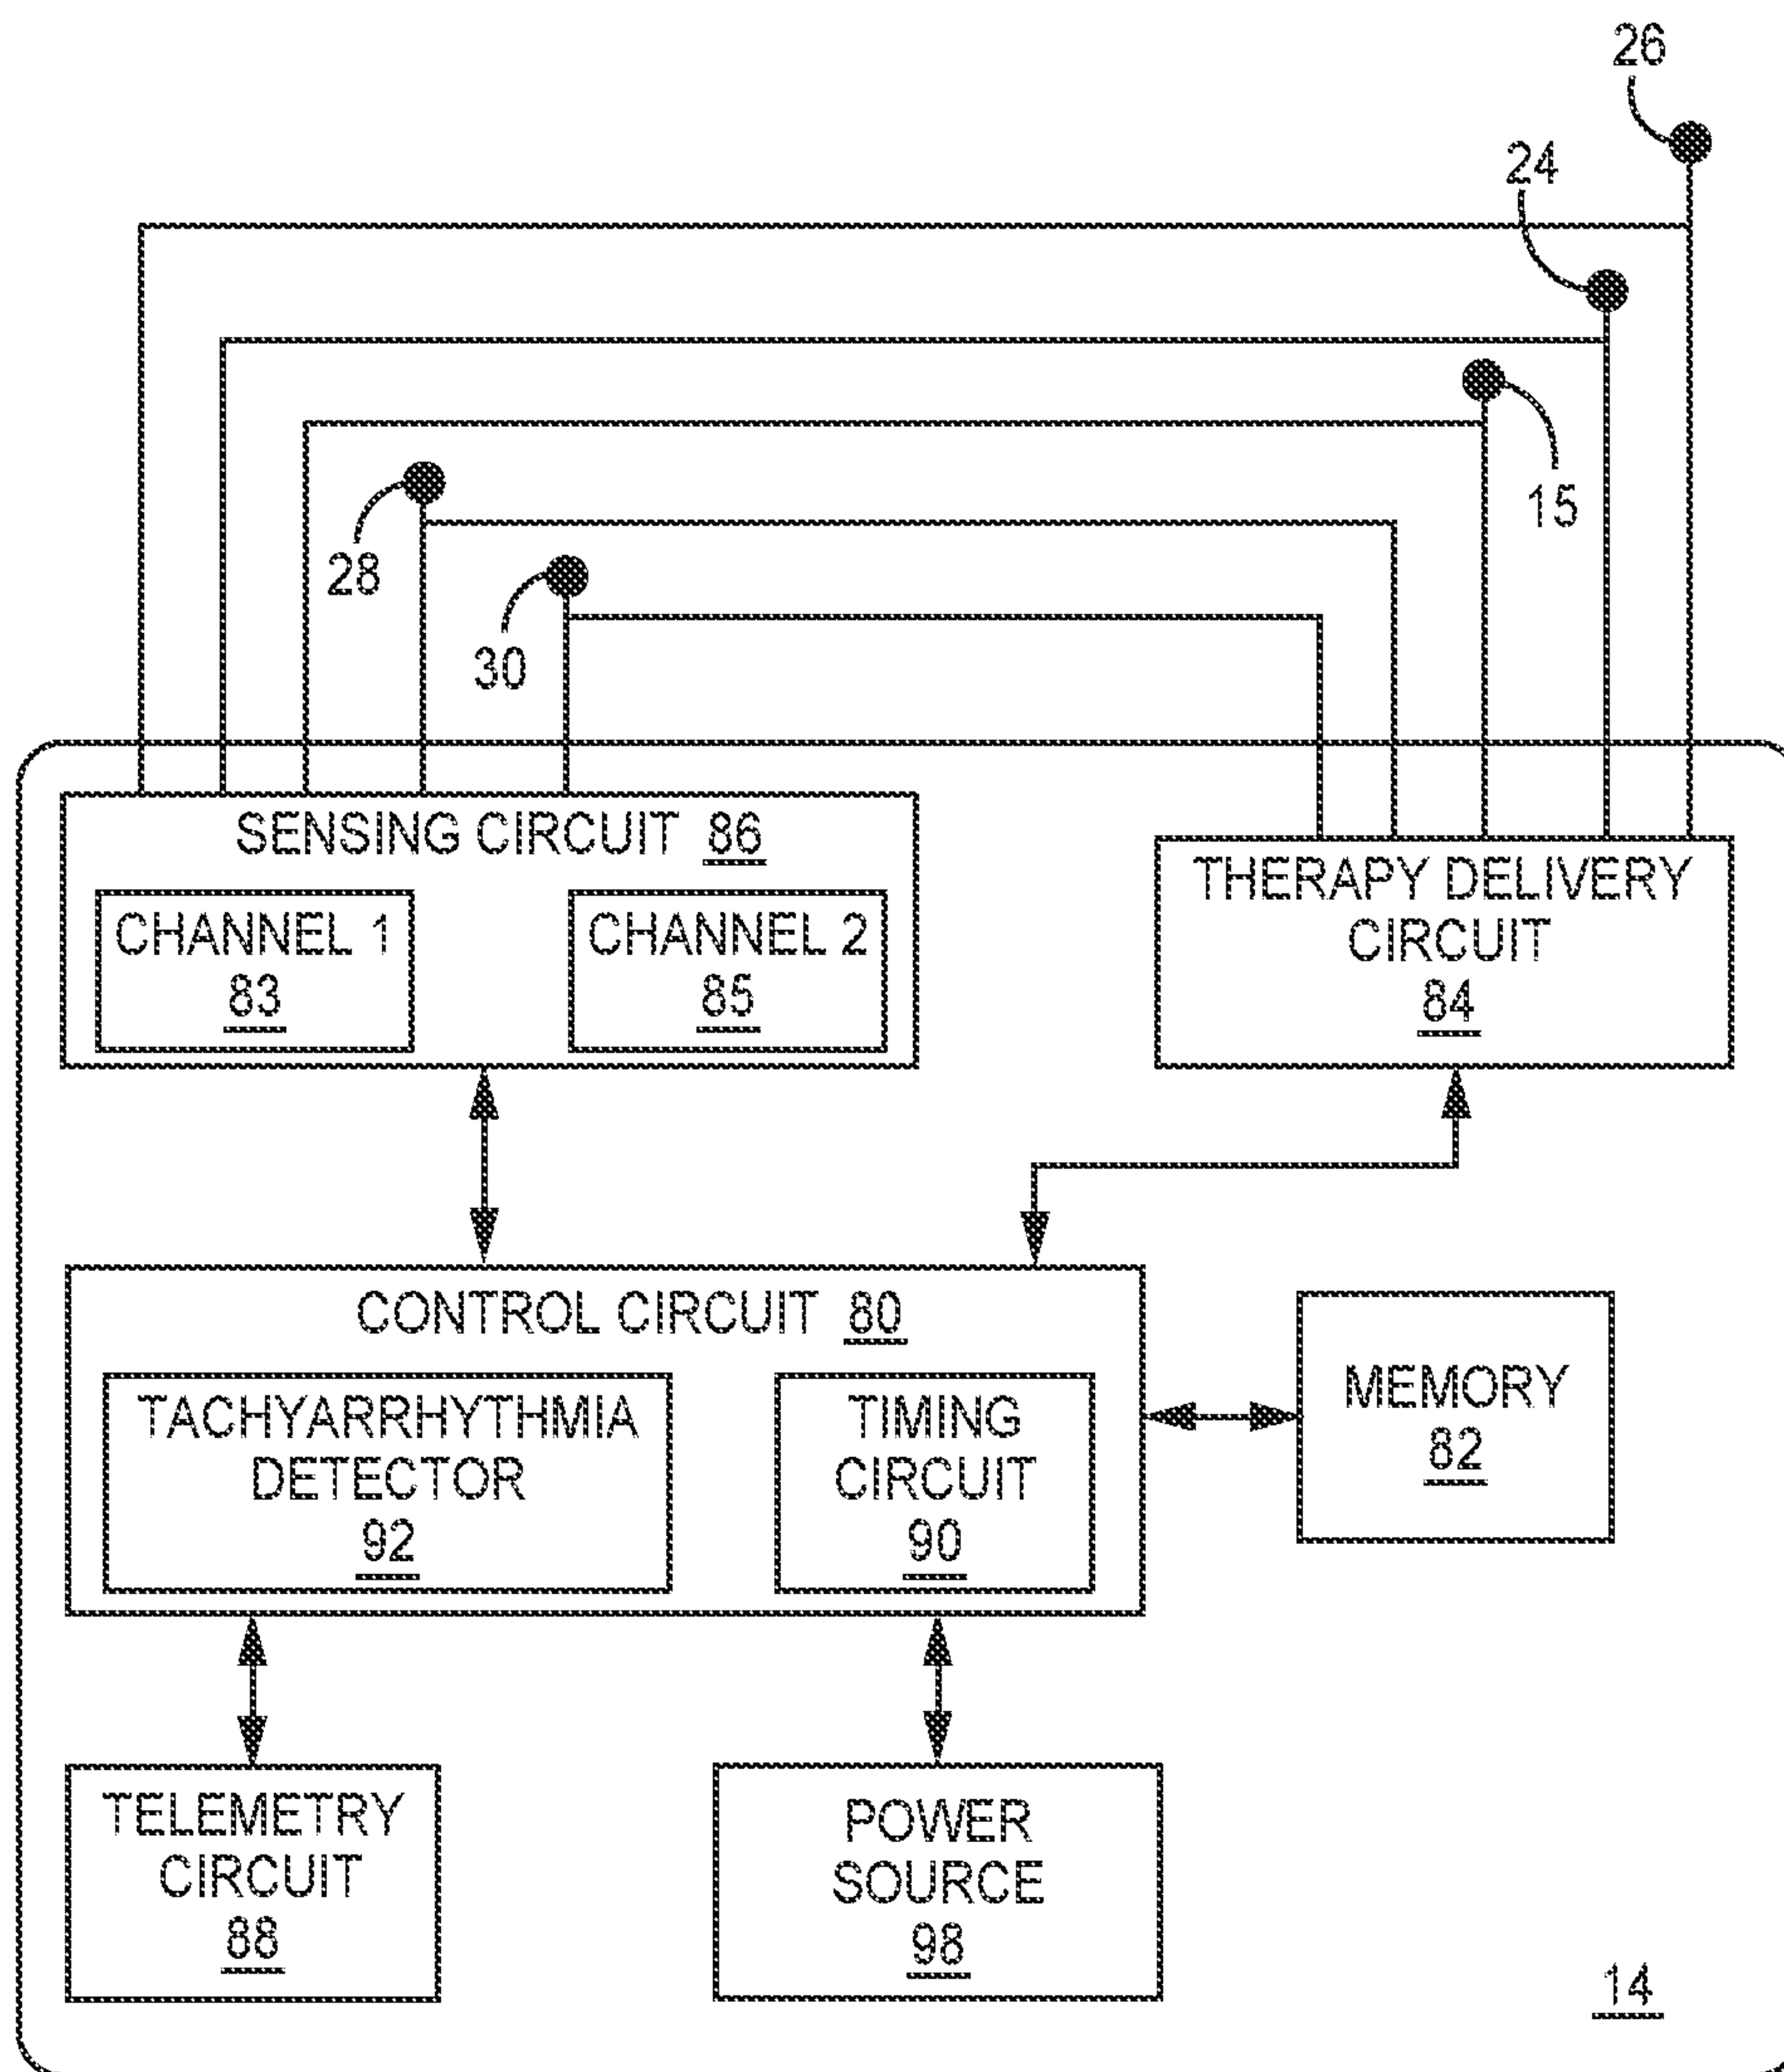 26
24
15
28
30
SENSING CIRCUIT 86
CHANNEL 1
83
CHANNEL 2
85
THERAPY DELIVERY
CIRCUIT
84
CONTROL CIRCUIT 80
TACHYARRHYTHMIA
DETECTOR
92
TIMING
CIRCUIT
90
MEMORY
82
TELEMETRY
CIRCUIT
88
POWER
SOURCE
98
14